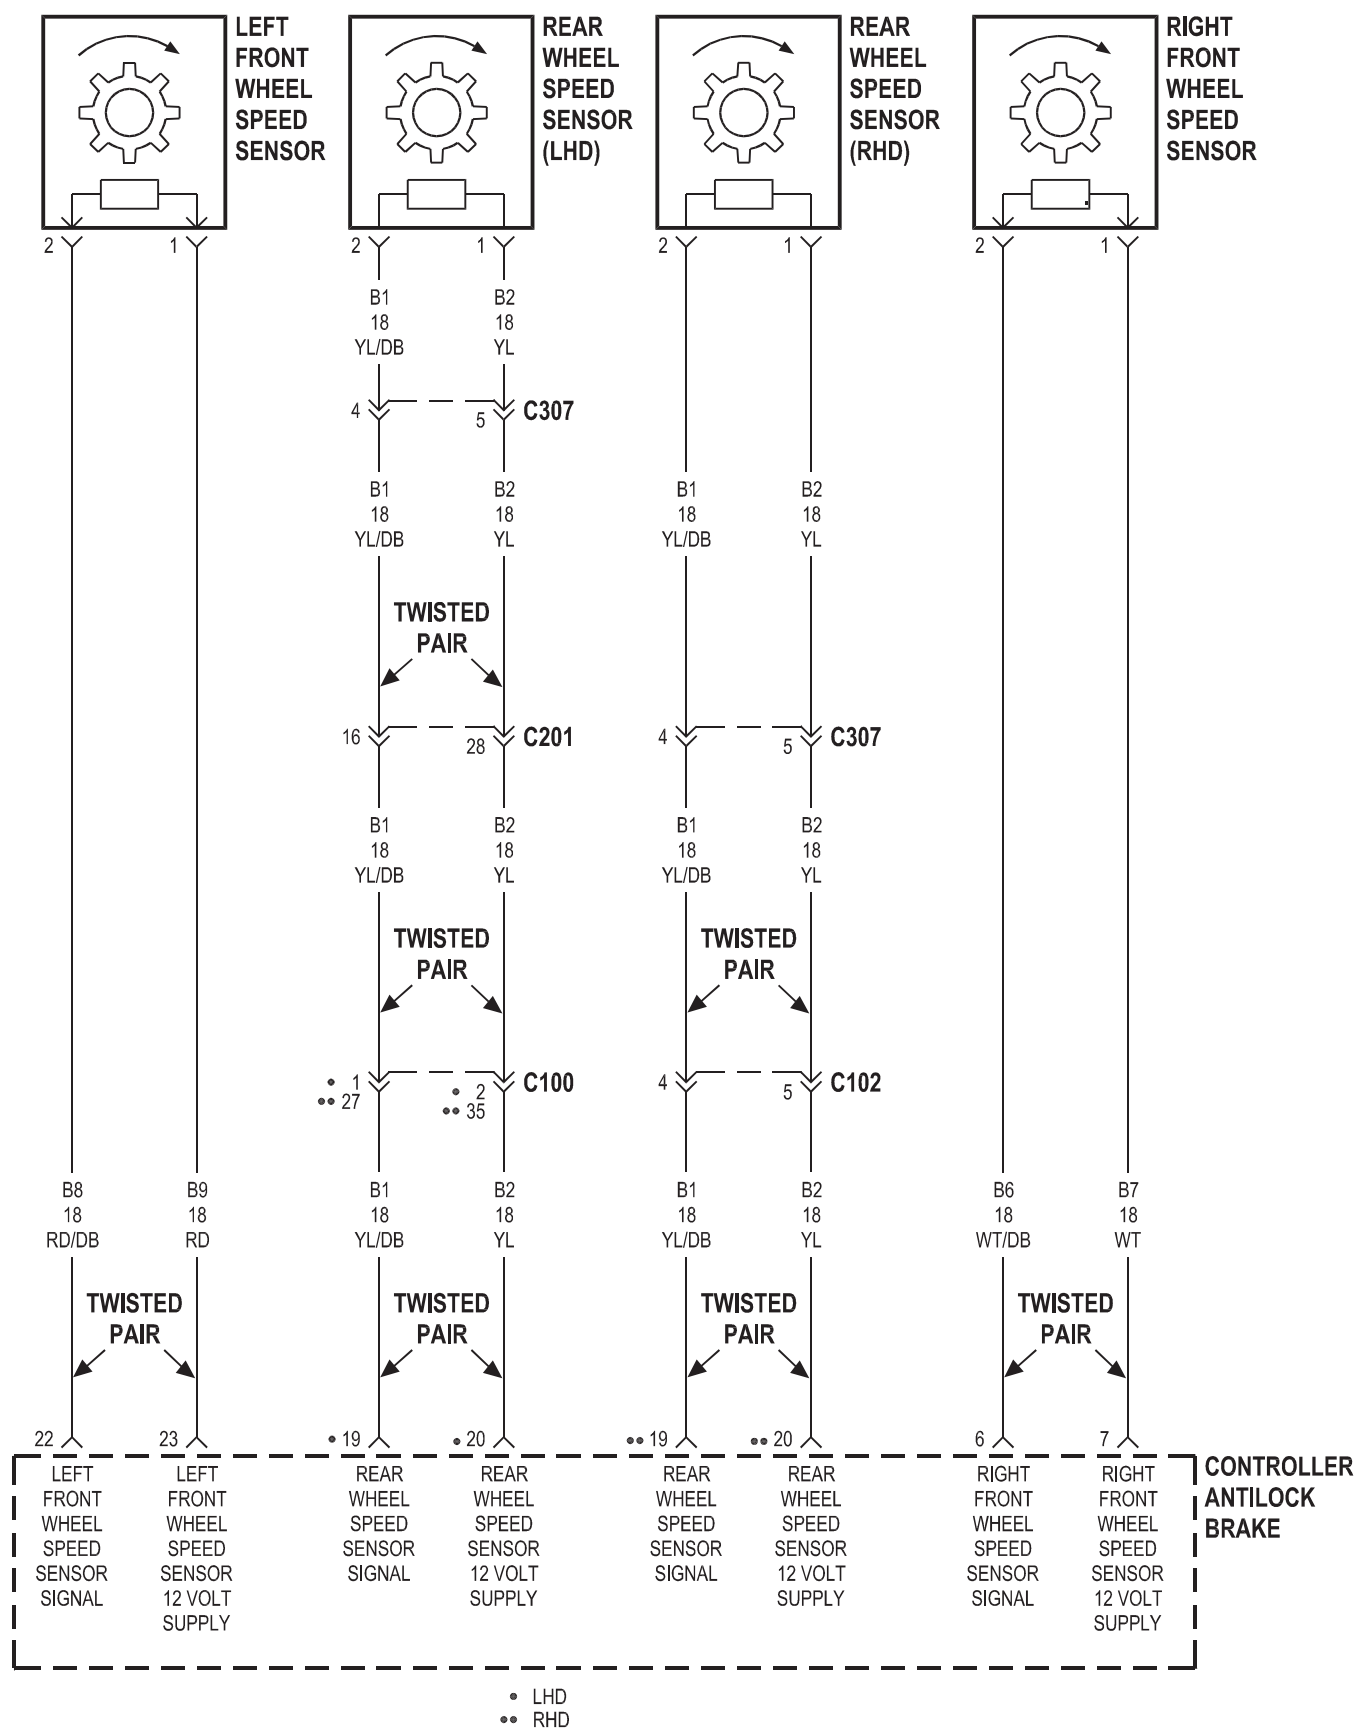 LEFT
FRONT
WHEEL
SPEED
SENSOR
REAR
WHEEL
SPEED
SENSOR
(LHD)
REAR
WHEEL
SPEED
SENSOR
(RHD)
RIGHT
FRONT
WHEEL
SPEED
SENSOR
2 1 2 1 2 1 2 1
B1 B2
18 18
YL/DB YL
4 5 C307
B1 B2 B1 B2
18 18 18 18
YL/DB YL YL/DB YL
TWISTED
PAIR
16 28 C201 4 5 C307
B1 B2 B1 B2
18 18 18 18
YL/DB YL YL/DB YL
TWISTED TWISTED
PAIR PAIR
• 1 • 2 C100 4 5 C102
•• 27 •• 35
B8 B9 B1 B2 B1 B2 B6 B7
18 18 18 18 18 18 18 18
RD/DB RD YL/DB YL YL/DB YL WT/DB WT
TWISTED TWISTED TWISTED TWISTED
PAIR PAIR PAIR PAIR
22 23 • 19 • 20 •• 19 •• 20 6 7
LEFT
FRONT
WHEEL
SPEED
SENSOR
SIGNAL
LEFT
FRONT
WHEEL
SPEED
SENSOR
12 VOLT
SUPPLY
REAR
WHEEL
SPEED
SENSOR
SIGNAL
REAR
WHEEL
SPEED
SENSOR
12 VOLT
SUPPLY
REAR
WHEEL
SPEED
SENSOR
SIGNAL
REAR
WHEEL
SPEED
SENSOR
12 VOLT
SUPPLY
RIGHT
FRONT
WHEEL
SPEED
SENSOR
SIGNAL
RIGHT
FRONT
WHEEL
SPEED
SENSOR
12 VOLT
SUPPLY
CONTROLLER
ANTILOCK
BRAKE
• LHD
•• RHD